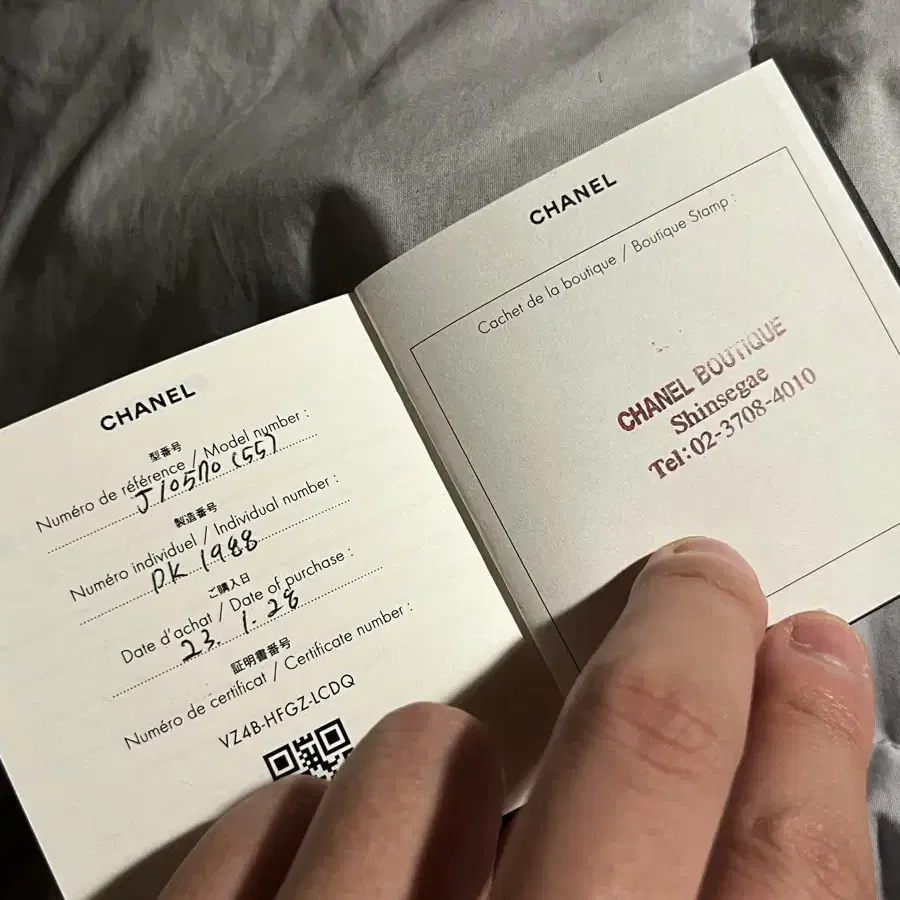 CHANEL
型番号
Numéro de référence / Model number :
J10570 (55)
製造番号
Numéro individuel / Individual number :
DK 1988
ご購入日
Date d'achat / Date of purchase :
23. 1. 28
証明書番号
Numéro de certificat / Certificate number :
VZ4B-HFGZ-LCDQ
CHANEL
Cachet de la boutique / Boutique Stamp :
CHANEL BOUTIQUE
Shinsegae
Tel:02-3708-4010